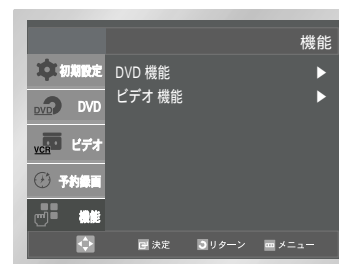 機能
初期設定
DVD 機能 ▶
ビデオ 機能 ▶
DVD DVD
VCR ビデオ
予約録画
機能
決定 リターン メニュー